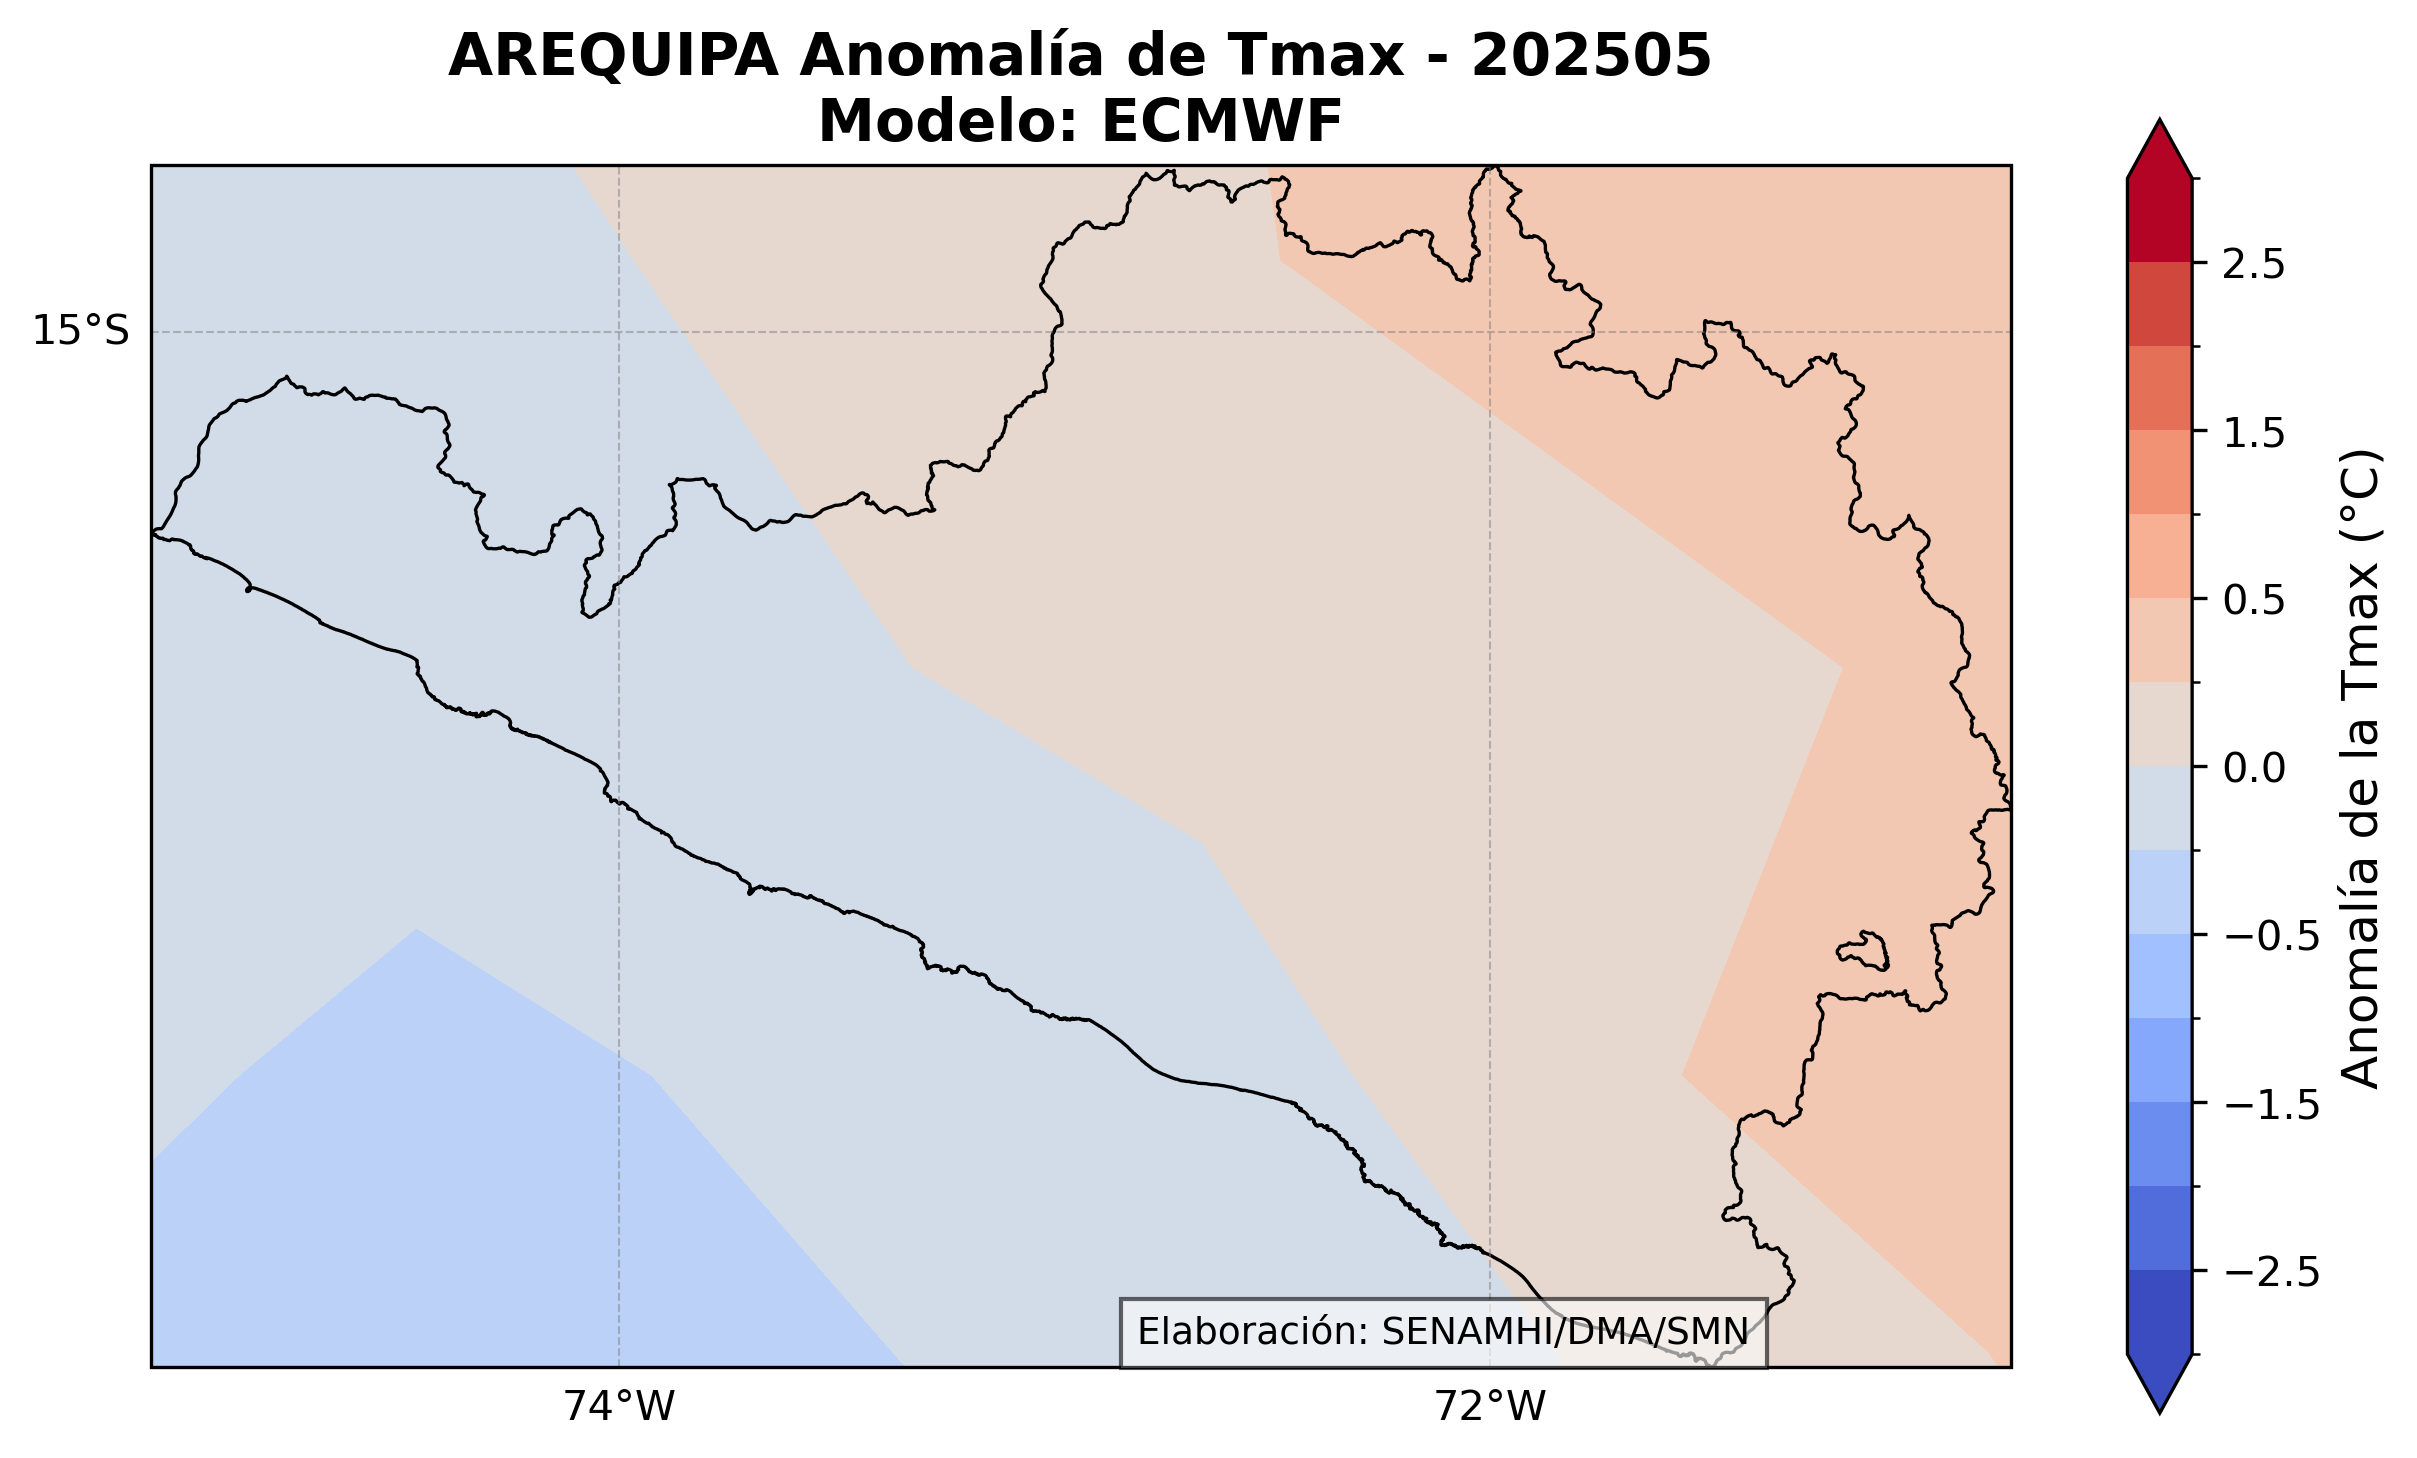 AREQUIPA Anomalía de Tmax - 202505
Modelo: ECMWF
15°S
74°W
72°W
Elaboración: SENAMHI/DMA/SMN
2.5
1.5
0.5
0.0
−0.5
−1.5
−2.5
Anomalía de la Tmax (°C)